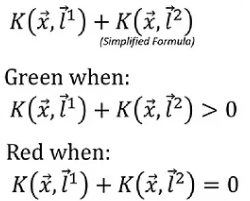 K(x⃗, l⃗¹) + K(x⃗, l⃗²)
(Simplified Formula)
Green when:
K(x⃗, l⃗¹) + K(x⃗, l⃗²) > 0
Red when:
K(x⃗, l⃗¹) + K(x⃗, l⃗²) = 0